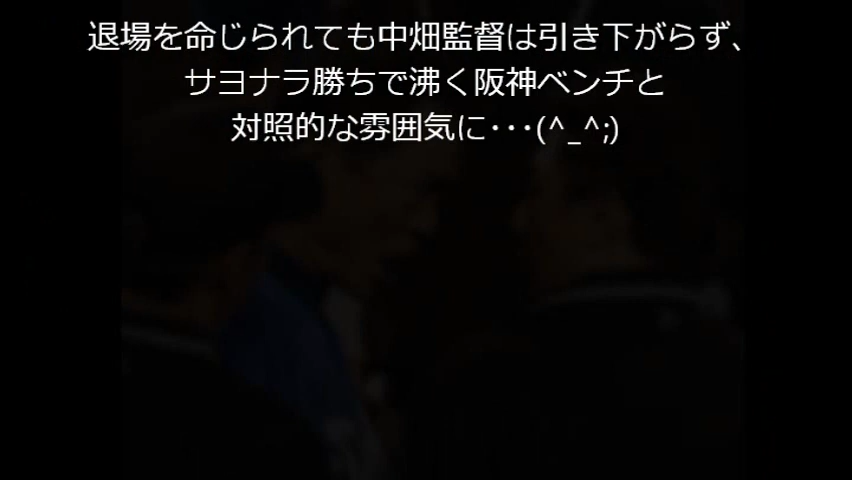 退場を命じられても中畑監督は引き下がらず、
サヨナラ勝ちで沸く阪神ベンチと
対照的な雰囲気に･･･(^_^;)